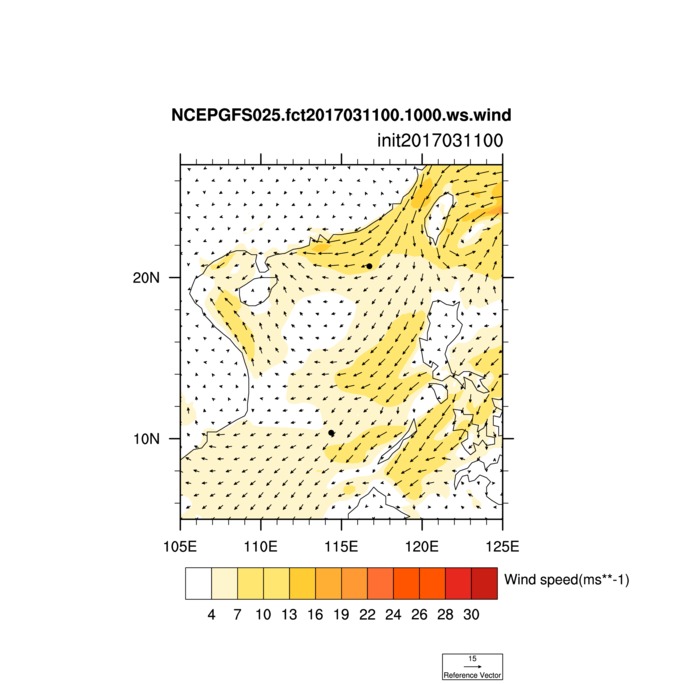 NCEPGFS025.fct2017031100.1000.ws.wind
init2017031100
20N
10N
105E 110E 115E 120E 125E
Wind speed(ms**-1)
4 7 10 13 16 19 22 24 26 28 30
15
Reference Vector